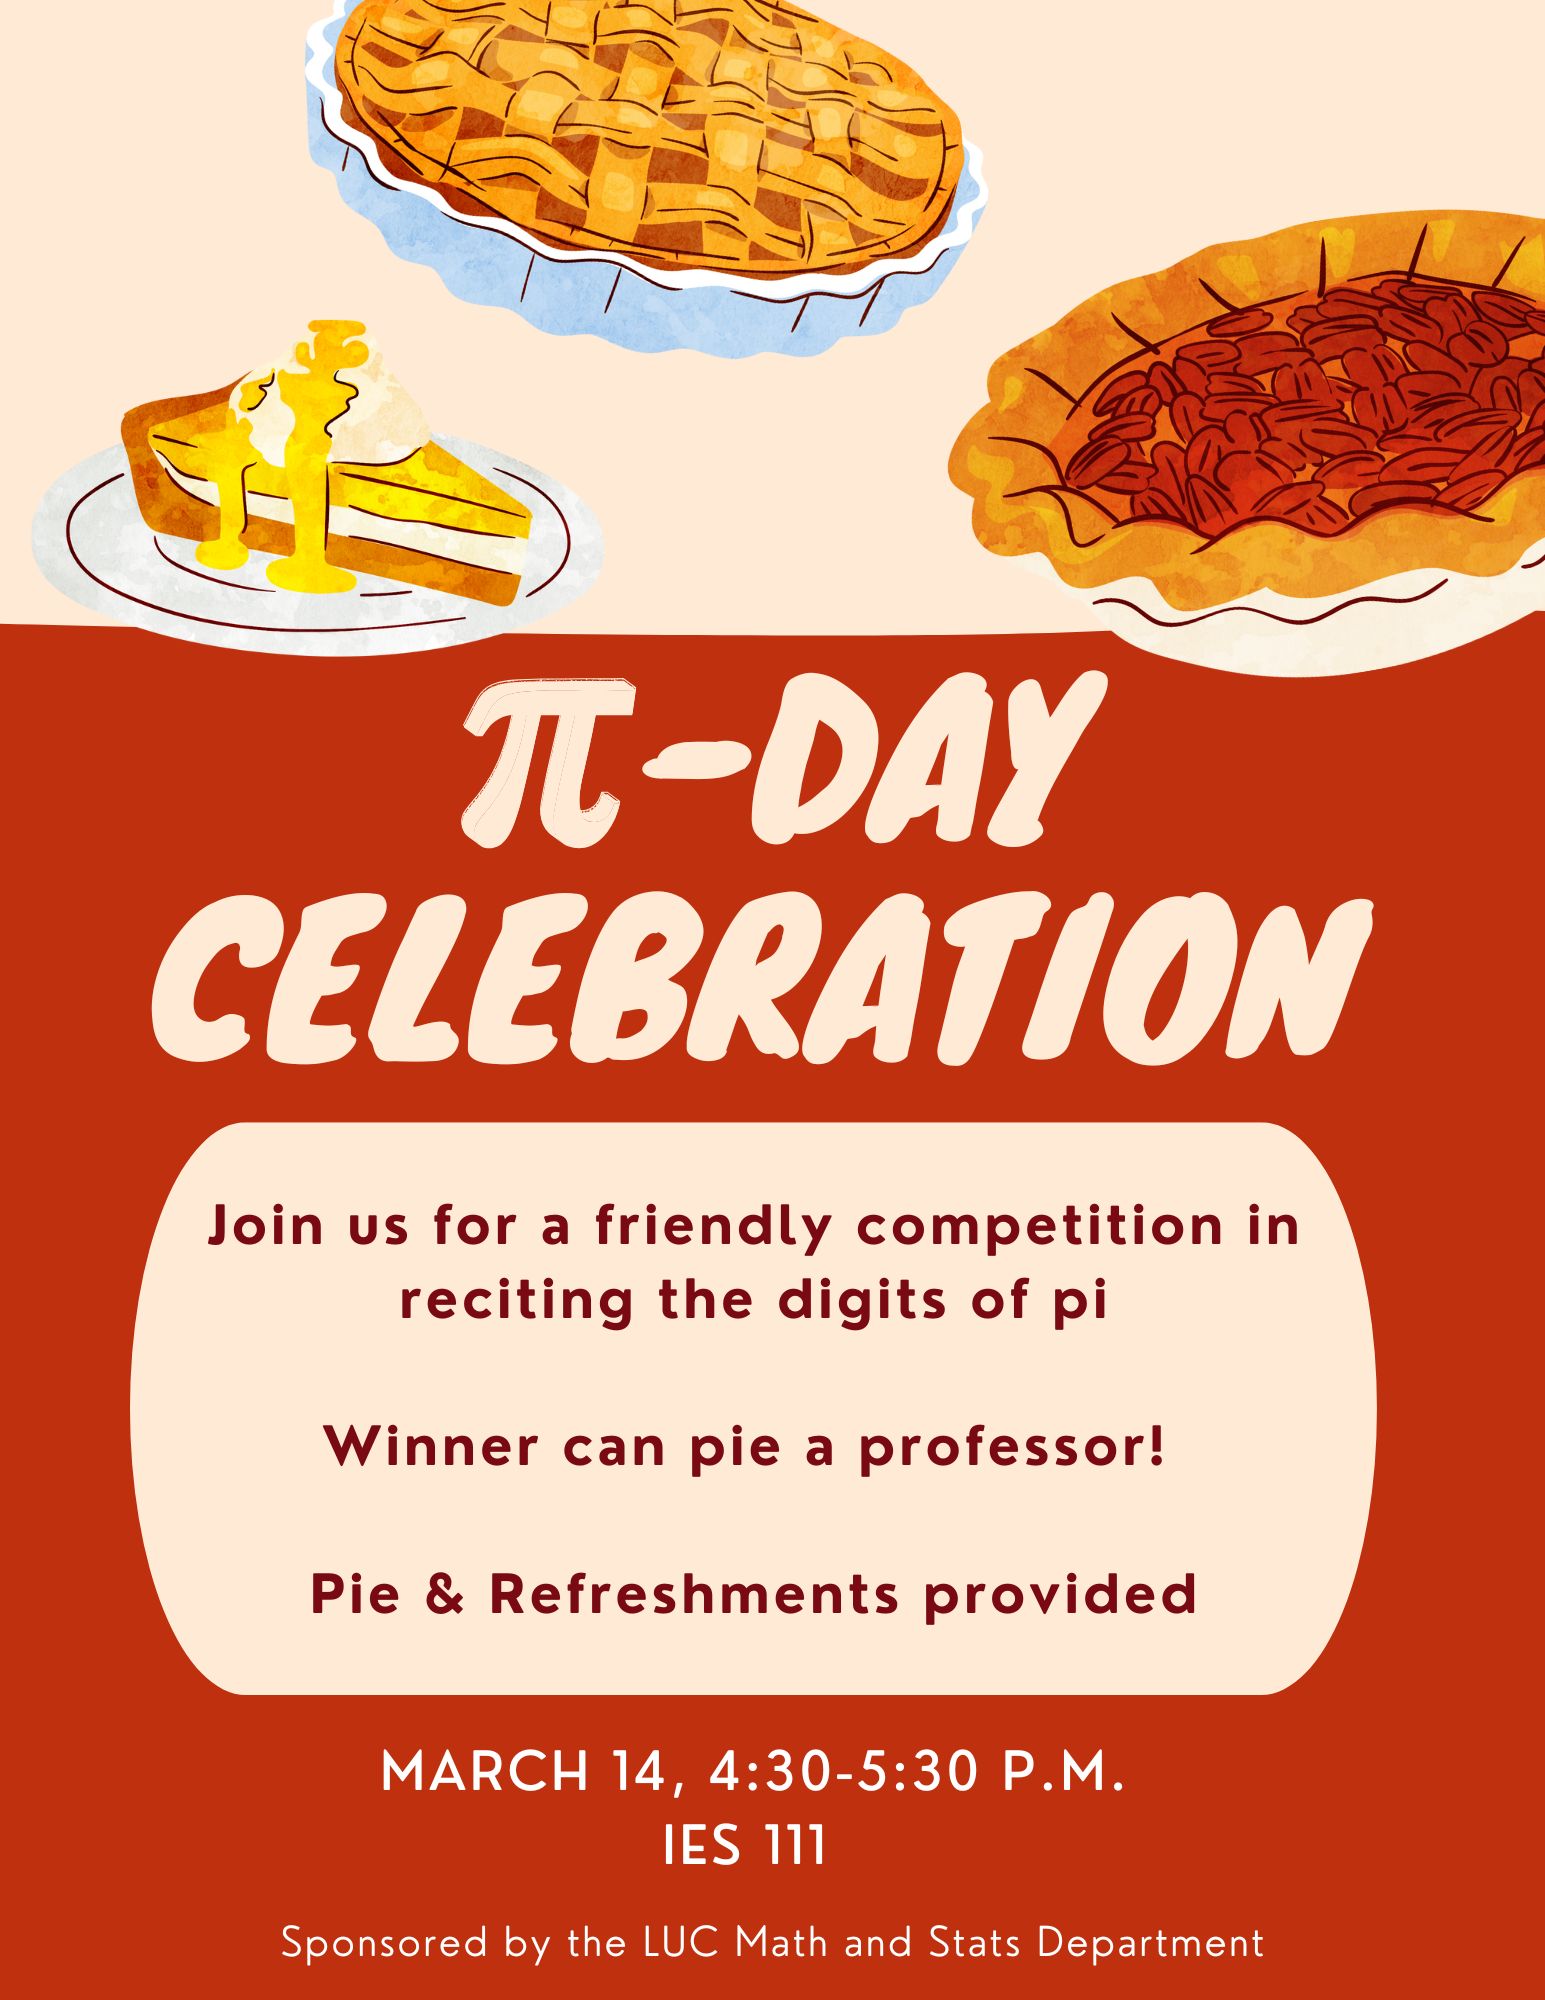 π-DAY
CELEBRATION
Join us for a friendly competition in
reciting the digits of pi
Winner can pie a professor!
Pie & Refreshments provided
MARCH 14, 4:30-5:30 P.M.
IES 111
Sponsored by the LUC Math and Stats Department